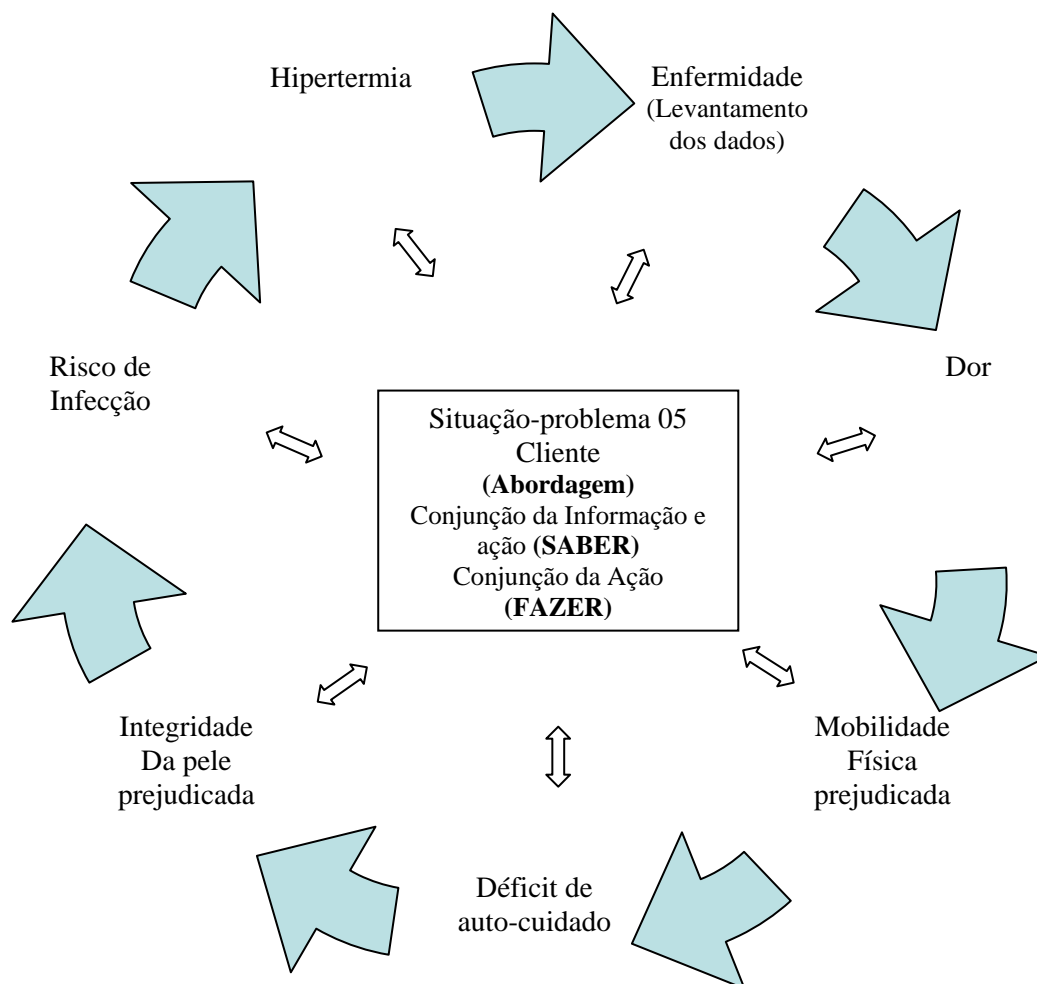 Hipertermia
Enfermidade
(Levantamento
dos dados)
Dor
Risco de
Infecção
Situação-problema 05
Cliente
(Abordagem)
Conjunção da Informação e
ação (SABER)
Conjunção da Ação
(FAZER)
Integridade
Da pele
prejudicada
Mobilidade
Física
prejudicada
Déficit de
auto-cuidado